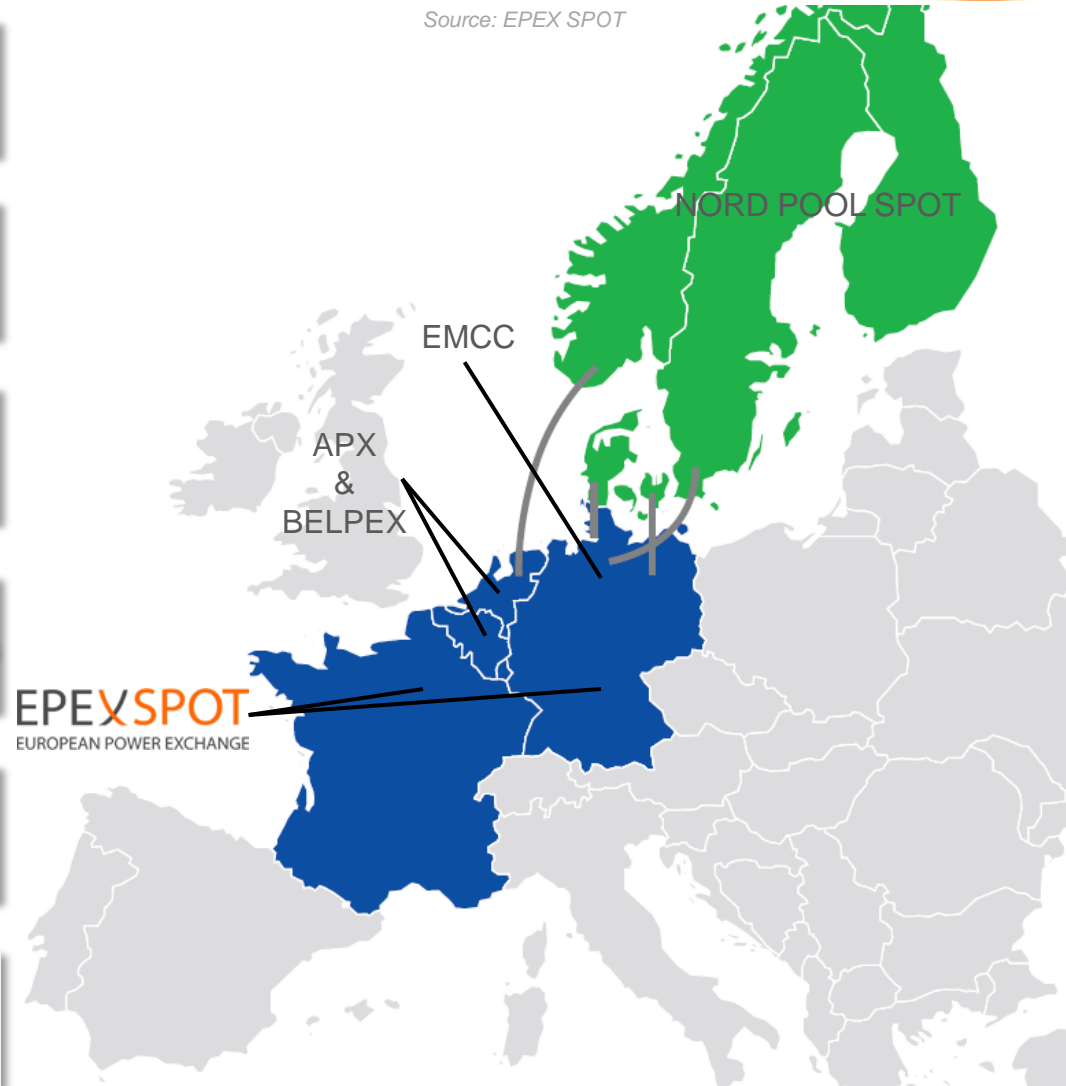 Source: EPEX SPOT
NORD POOL SPOT
EMCC
APX
&
BELPEX
EPEXSPOT
EUROPEAN POWER EXCHANGE